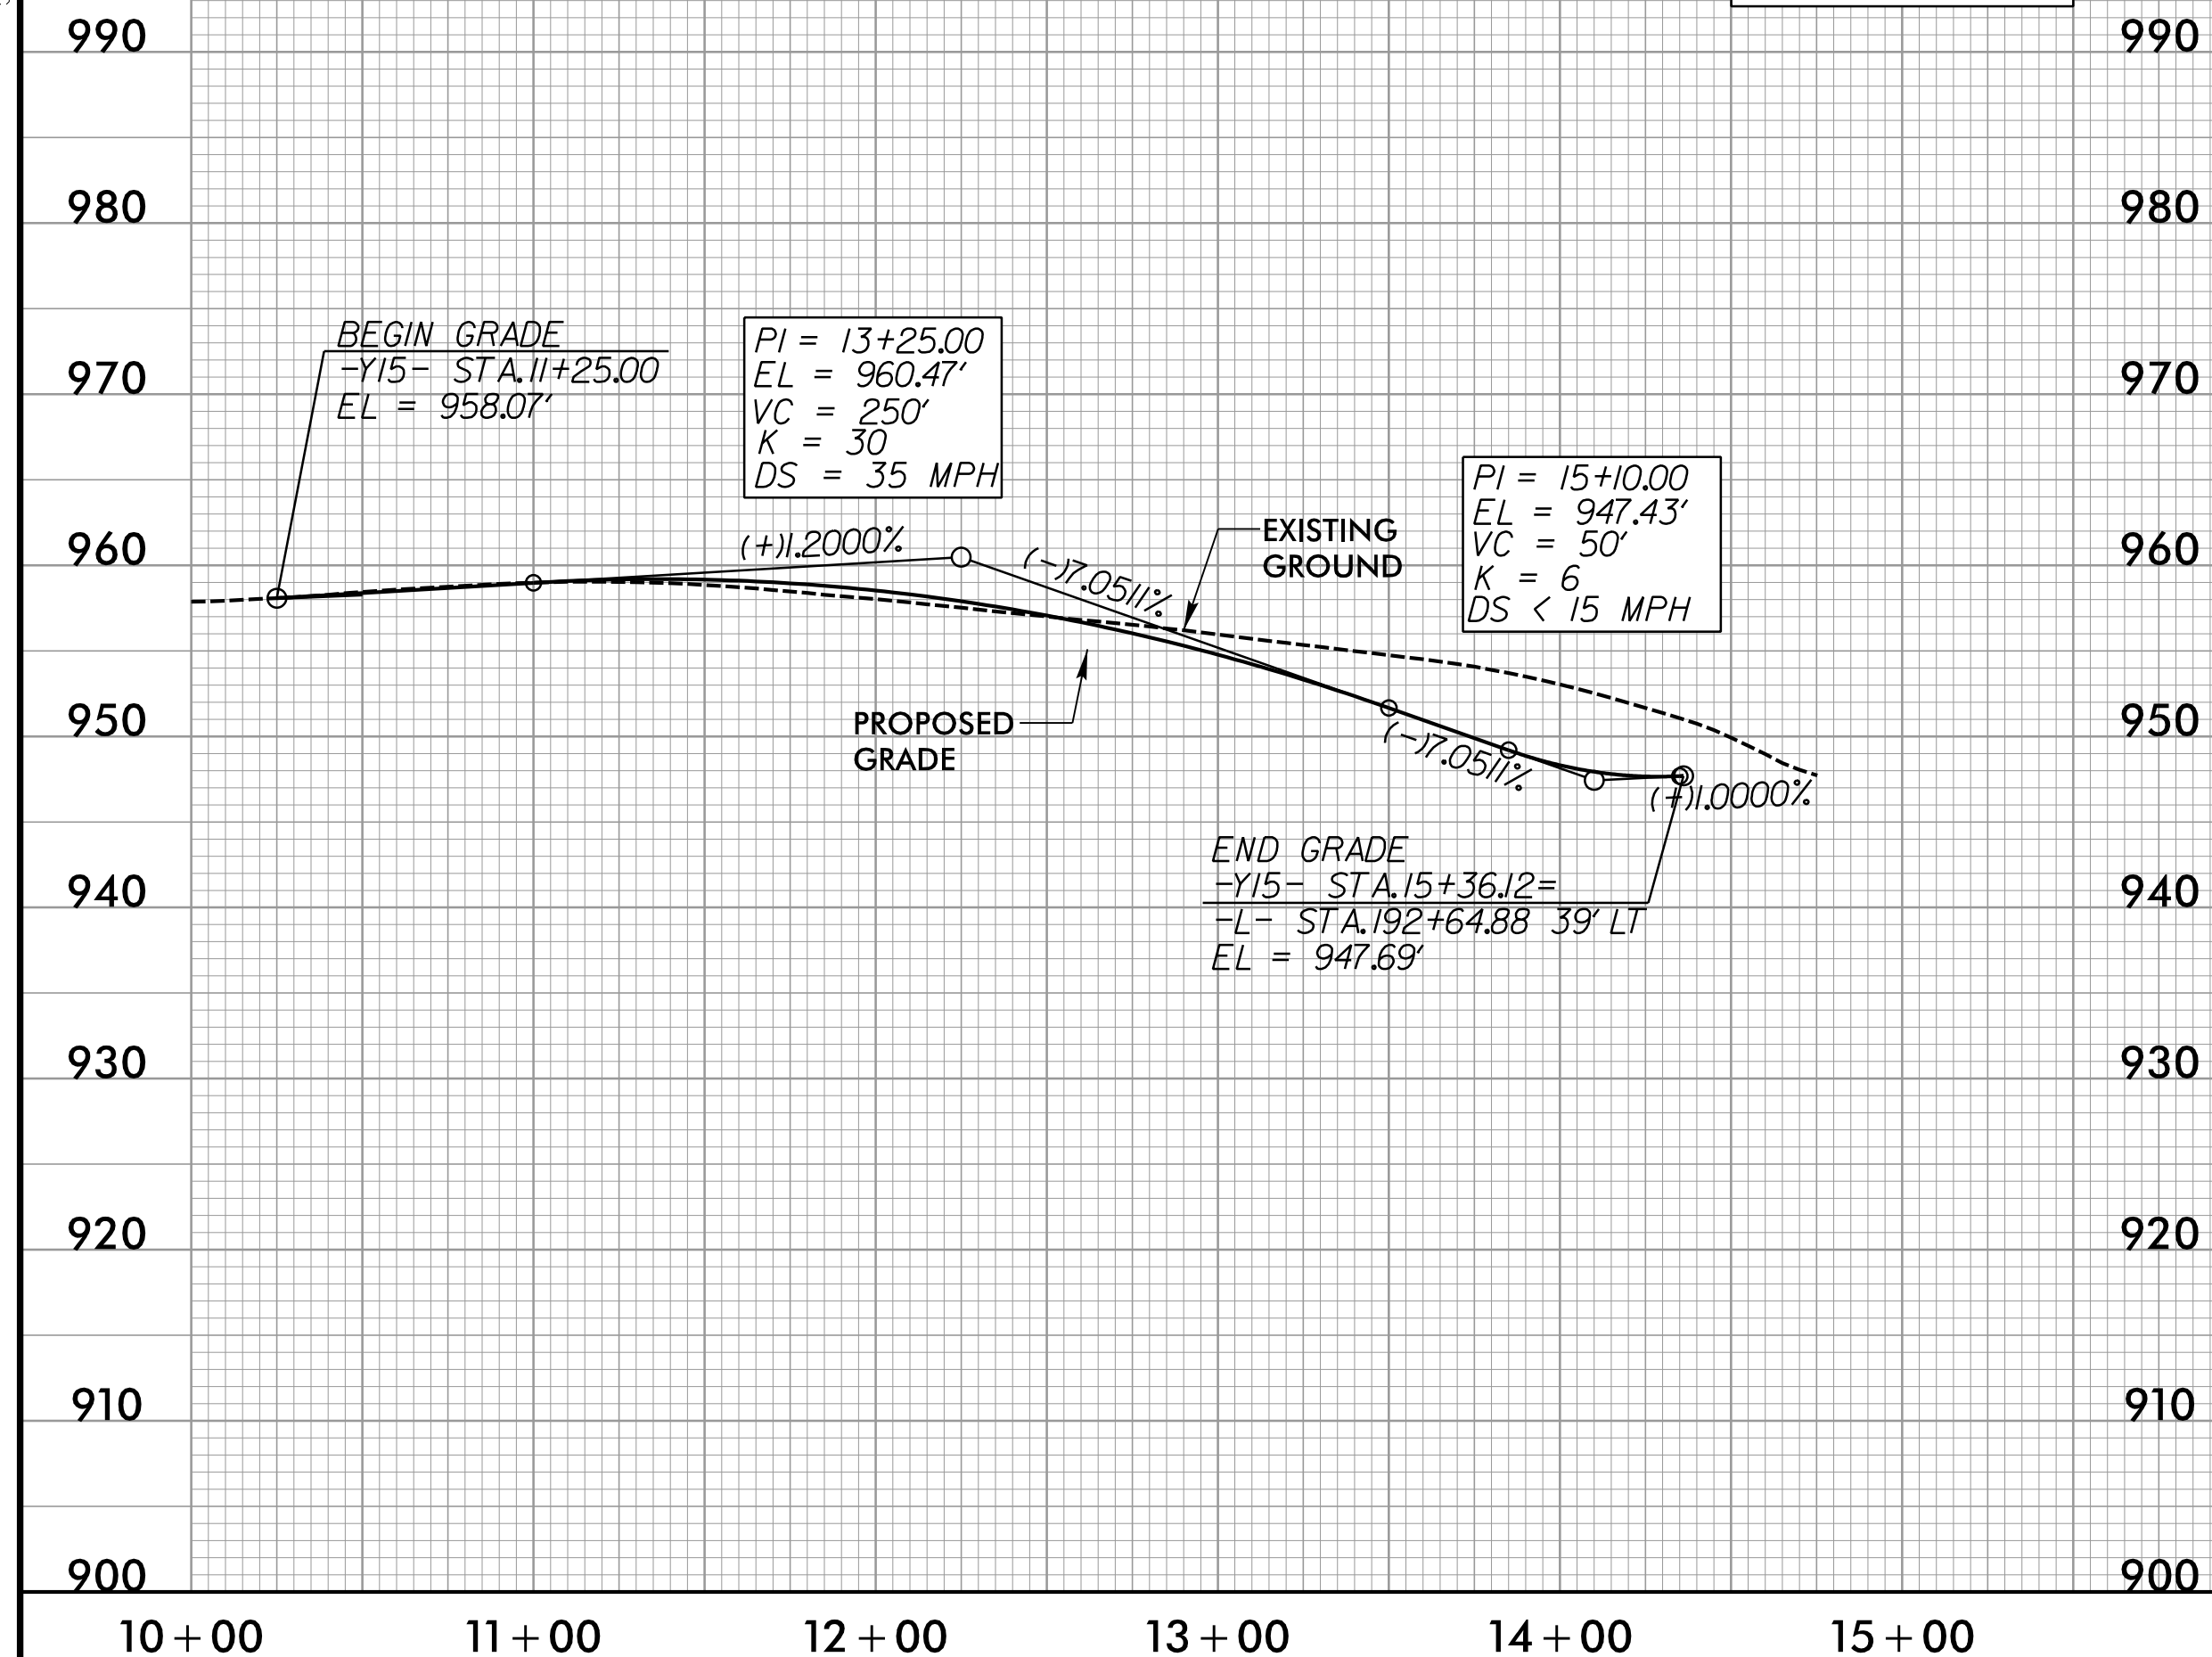 990 990
980 980
BEGIN GRADE
-Y15- STA. 11+25.00
EL = 958.07'
PI = 13+25.00
EL = 960.47'
VC = 250'
K = 30
DS = 35 MPH
970 970
PI = 15+10.00
EL = 947.43'
VC = 50'
K = 6
DS < 15 MPH
(+)1.2000%
(-)7.0511%
EXISTING
GROUND
960 960
PROPOSED
GRADE
950 950
(-)7.0511%
(+)1.0000%
END GRADE
-Y15- STA. 15+36.12=
-L- STA. 192+64.88 39' LT
EL = 947.69'
940 940
930 930
920 920
910 910
900 900
10+00 11+00 12+00 13+00 14+00 15+00